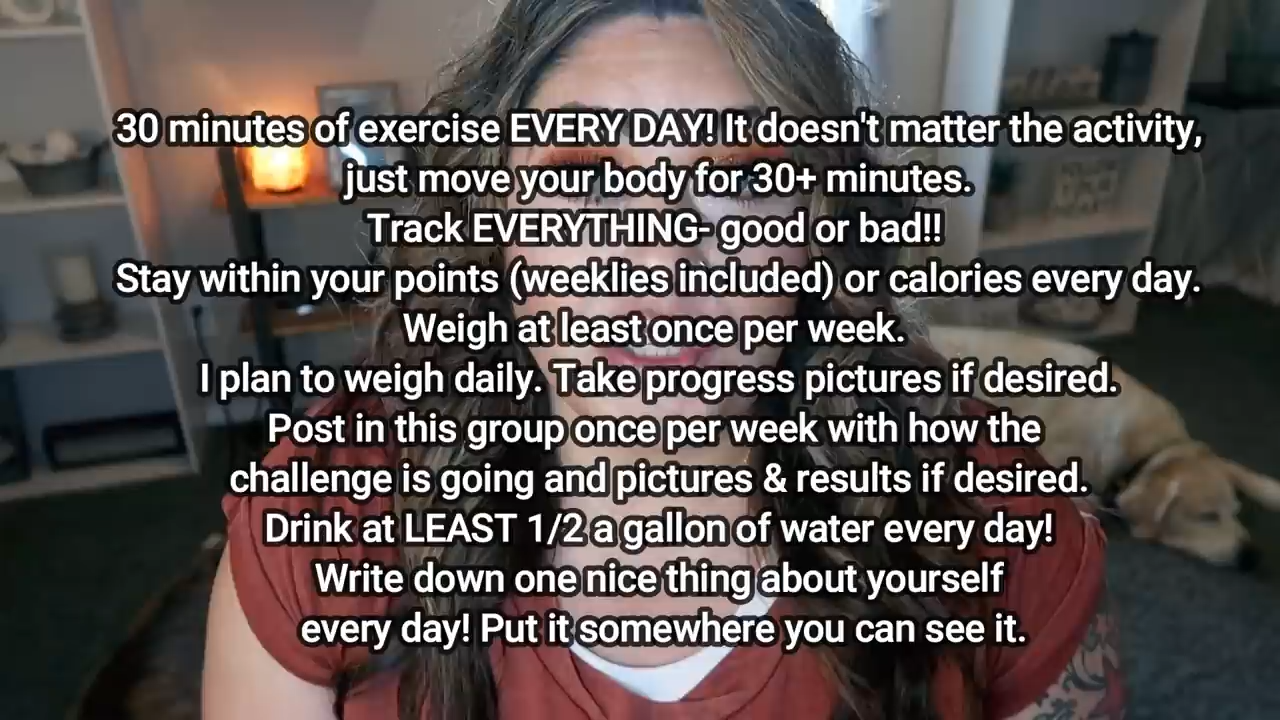 30 minutes of exercise EVERY DAY! It doesn't matter the activity,
just move your body for 30+ minutes.
Track EVERYTHING- good or bad!!
Stay within your points (weeklies included) or calories every day.
Weigh at least once per week.
I plan to weigh daily. Take progress pictures if desired.
Post in this group once per week with how the
challenge is going and pictures & results if desired.
Drink at LEAST 1/2 a gallon of water every day!
Write down one nice thing about yourself
every day! Put it somewhere you can see it.